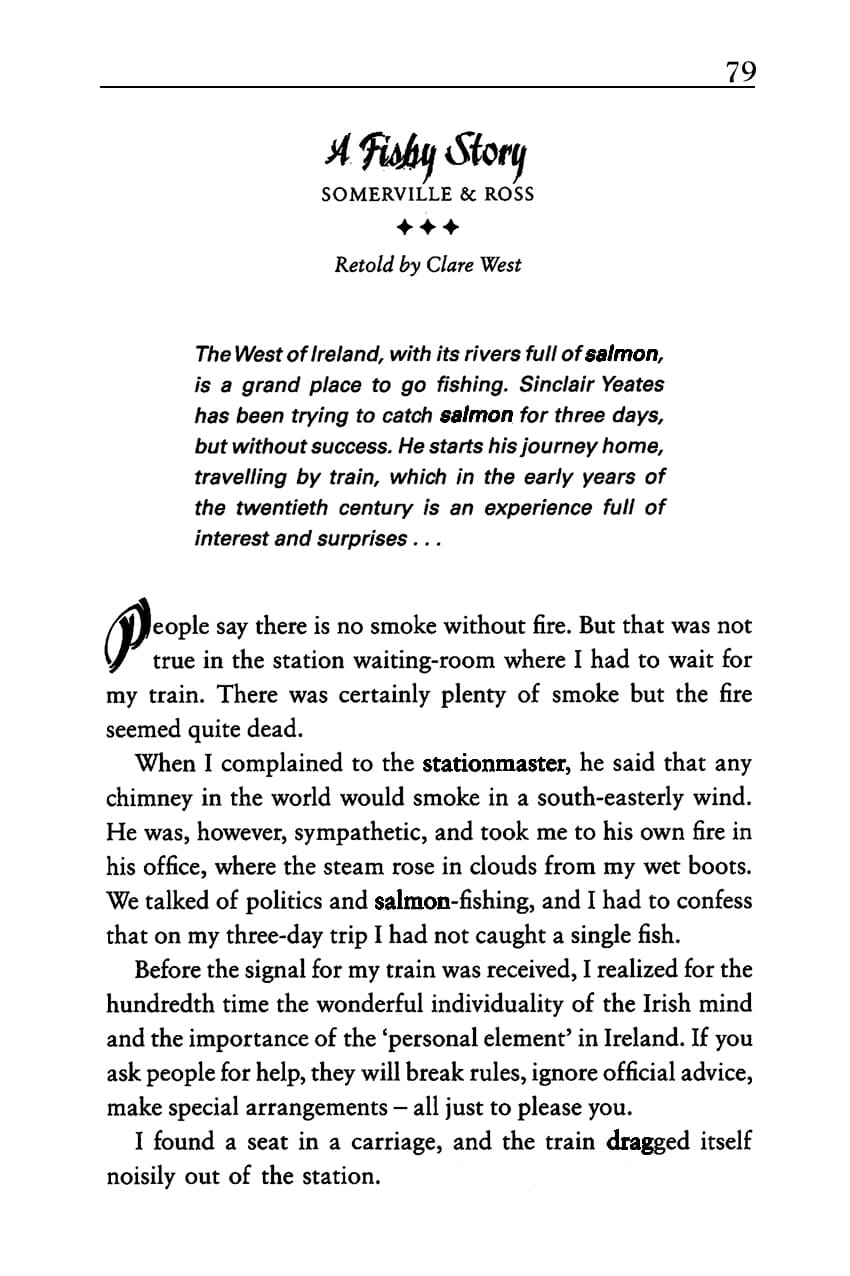 79
A Fishy Story
SOMERVILLE & ROSS
Retold by Clare West
The West of Ireland, with its rivers full of salmon,
is a grand place to go fishing. Sinclair Yeates
has been trying to catch salmon for three days,
but without success. He starts his journey home,
travelling by train, which in the early years of
the twentieth century is an experience full of
interest and surprises . . .
People say there is no smoke without fire. But that was not
true in the station waiting-room where I had to wait for
my train. There was certainly plenty of smoke but the fire
seemed quite dead.
When I complained to the stationmaster, he said that any
chimney in the world would smoke in a south-easterly wind.
He was, however, sympathetic, and took me to his own fire in
his office, where the steam rose in clouds from my wet boots.
We talked of politics and salmon-fishing, and I had to confess
that on my three-day trip I had not caught a single fish.
Before the signal for my train was received, I realized for the
hundredth time the wonderful individuality of the Irish mind
and the importance of the ‘personal element’ in Ireland. If you
ask people for help, they will break rules, ignore official advice,
make special arrangements – all just to please you.
I found a seat in a carriage, and the train dragged itself
noisily out of the station.